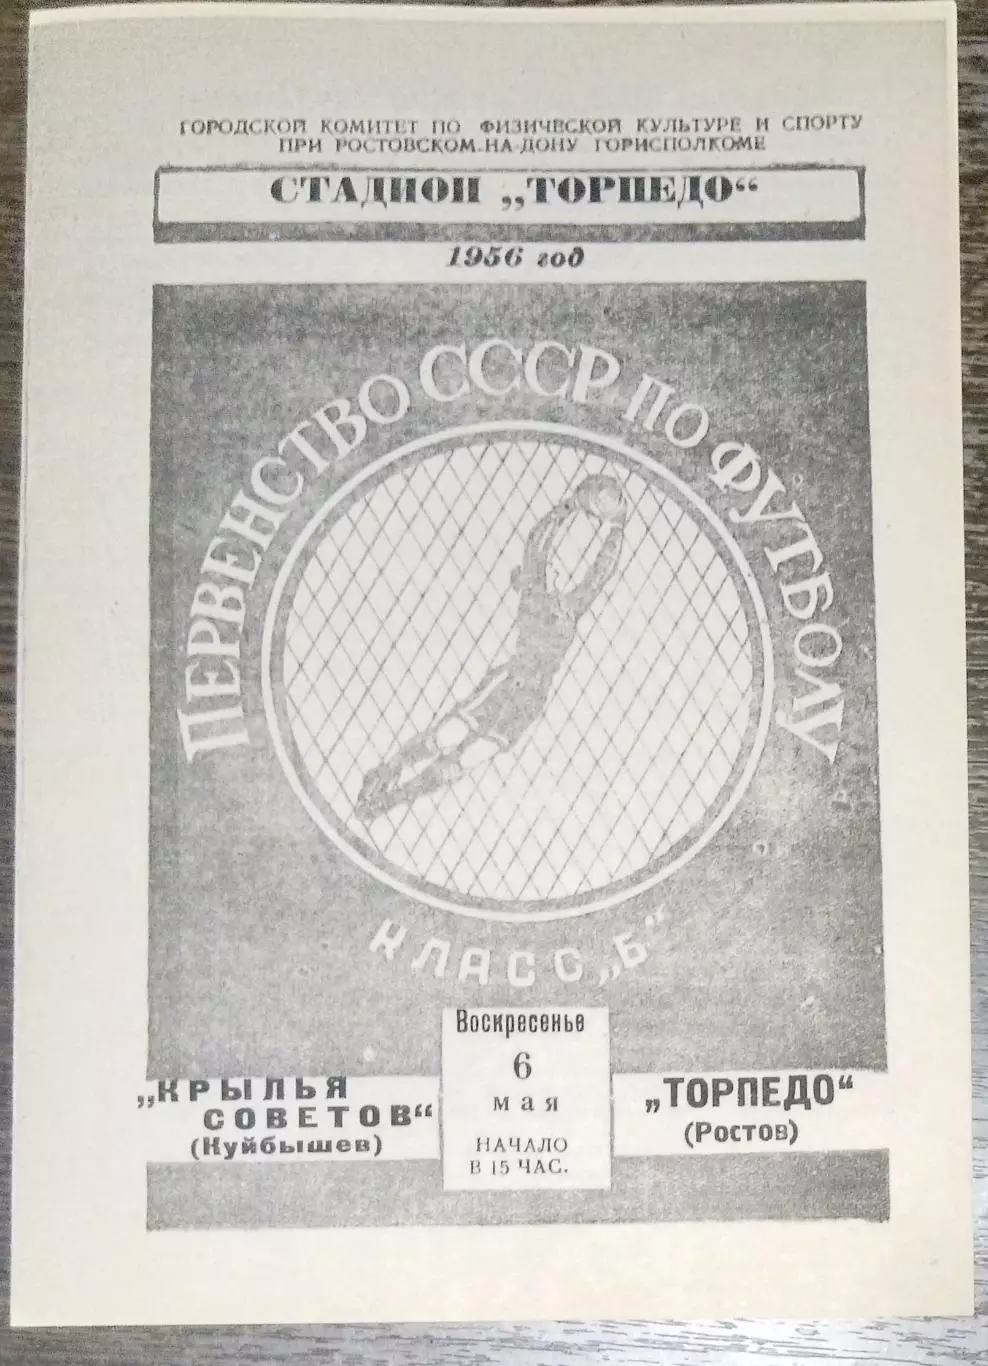 ГОРОДСКОЙ КОМИТЕТ ПО ФИЗИЧЕСКОЙ КУЛЬТУРЕ И СПОРТУ
ПРИ РОСТОВСКОМ-НА-ДОНУ ГОРИСПОЛКОМЕ
СТАДИОН „ТОРПЕДО“
1956 год
ПЕРВЕНСТВО СССР ПО ФУТБОЛУ
КЛАСС „Б“
Воскресенье
6
мая
НАЧАЛО
В 15 ЧАС.
„КРЫЛЬЯ
СОВЕТОВ“
(Куйбышев)
„ТОРПЕДО“
(Ростов)